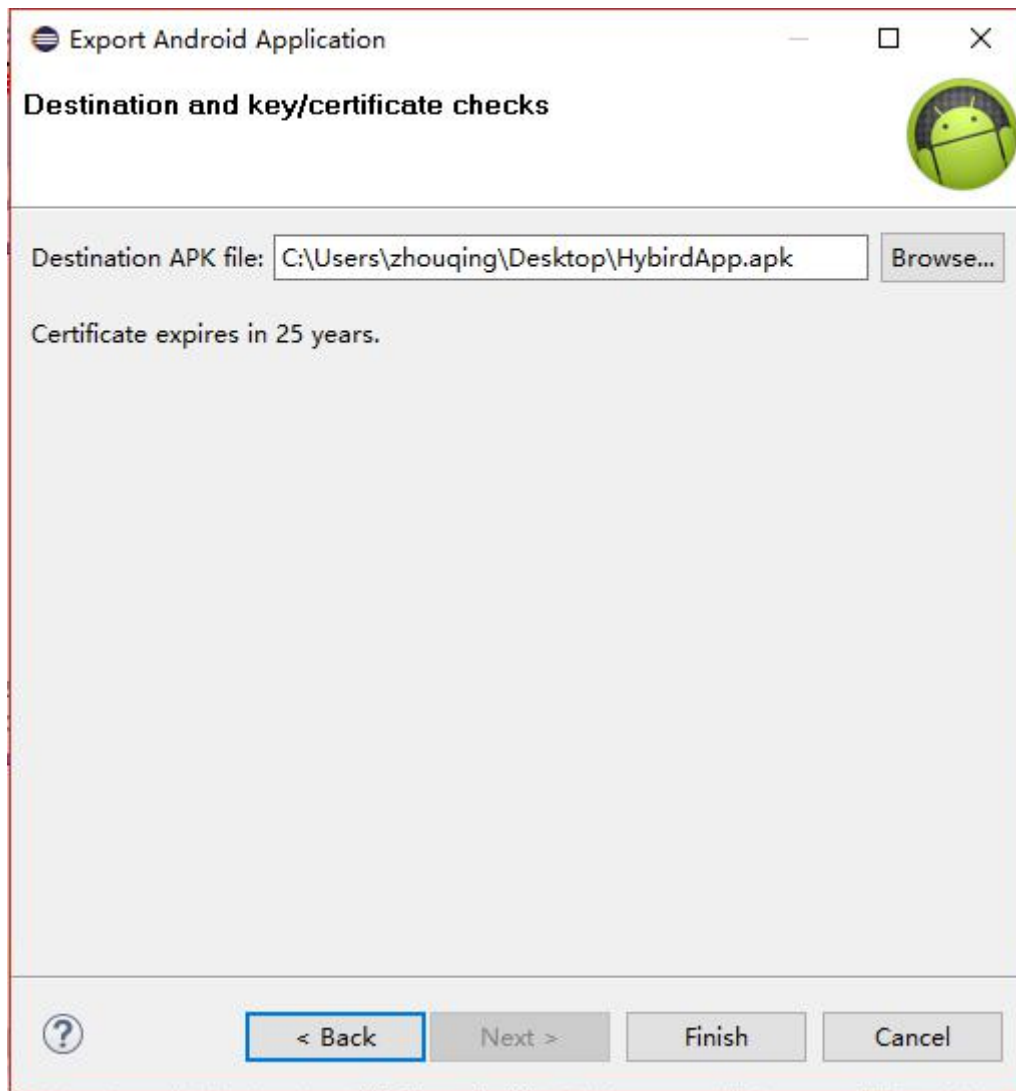 Export Android Application
Destination and key/certificate checks
Destination APK file: C:\Users\zhouqing\Desktop\HybirdApp.apk Browse...
Certificate expires in 25 years.
? < Back Next > Finish Cancel